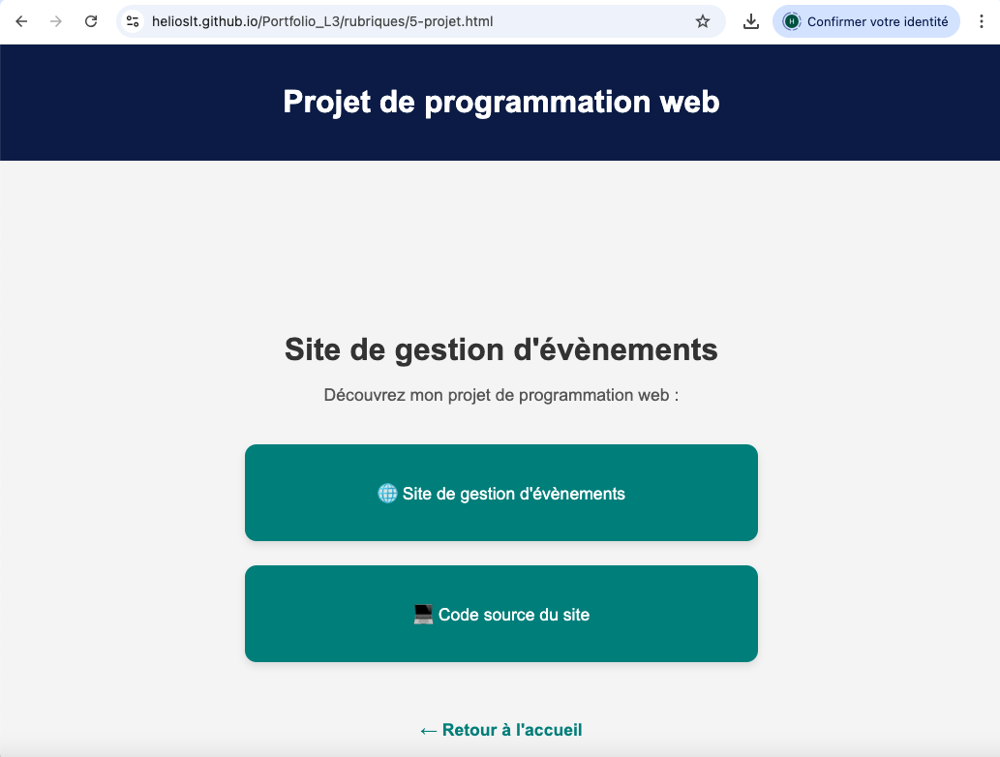 helioslt.github.io/Portfolio_L3/rubriques/5-projet.html
H
Confirmer votre identité
Projet de programmation web
Site de gestion d'évènements
Découvrez mon projet de programmation web :
🌐 Site de gestion d'évènements
💻 Code source du site
← Retour à l'accueil